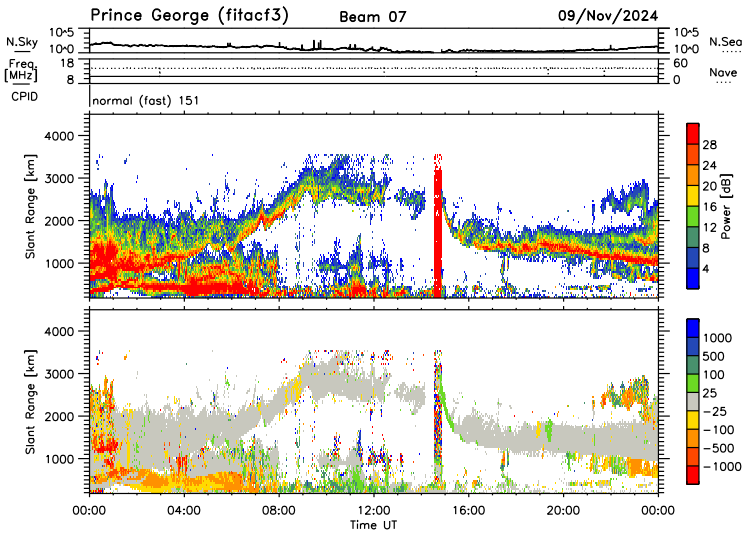 Prince George (fitacf3) Beam 07 09/Nov/2024
N.Sky 10^5 10^0 10^5 10^0 N.Sea
Freq. [MHz] 18 8 60 0 Nave
CPID normal (fast) 151
Slant Range [km] 4000 3000 2000 1000
28 24 20 16 12 8 4 Power [dB]
Slant Range [km] 4000 3000 2000 1000
1000 500 100 25 -25 -100 -500 -1000
00:00 04:00 08:00 12:00 16:00 20:00 00:00
Time UT